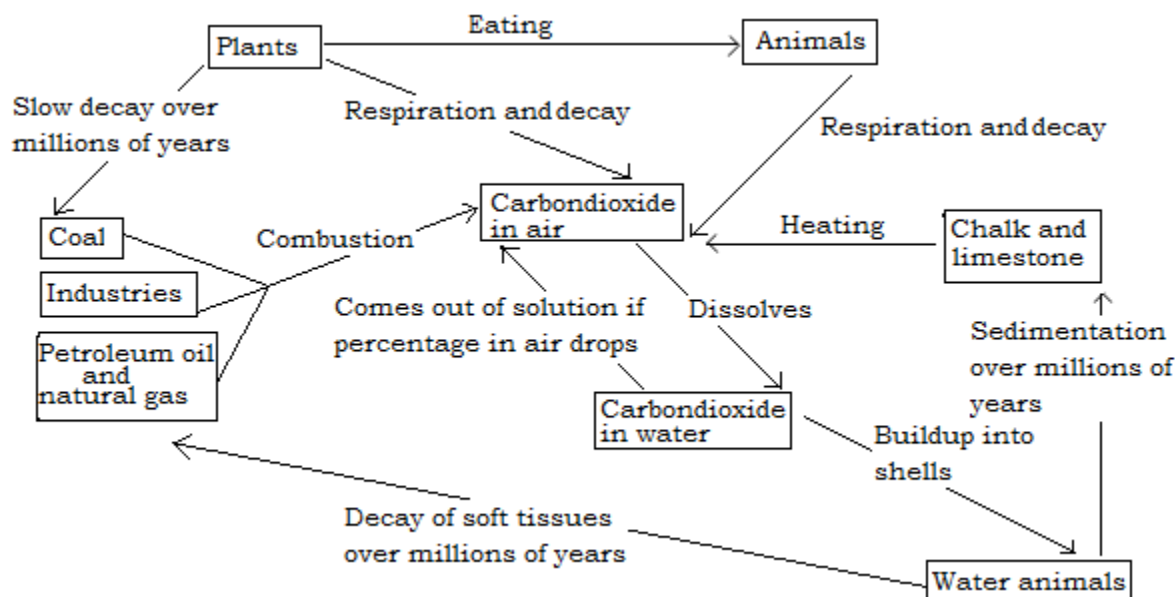 Eating
Plants
Animals
Slow decay over
millions of years
Respiration and decay
Respiration and decay
Coal
Industries
Petroleum oil
and
natural gas
Combustion
Carbondioxide
in air
Heating
Chalk and
limestone
Comes out of solution if
percentage in air drops
Dissolves
Sedimentation
over millions of
years
Carbondioxide
in water
Buildup into
shells
Decay of soft tissues
over millions of years
Water animals